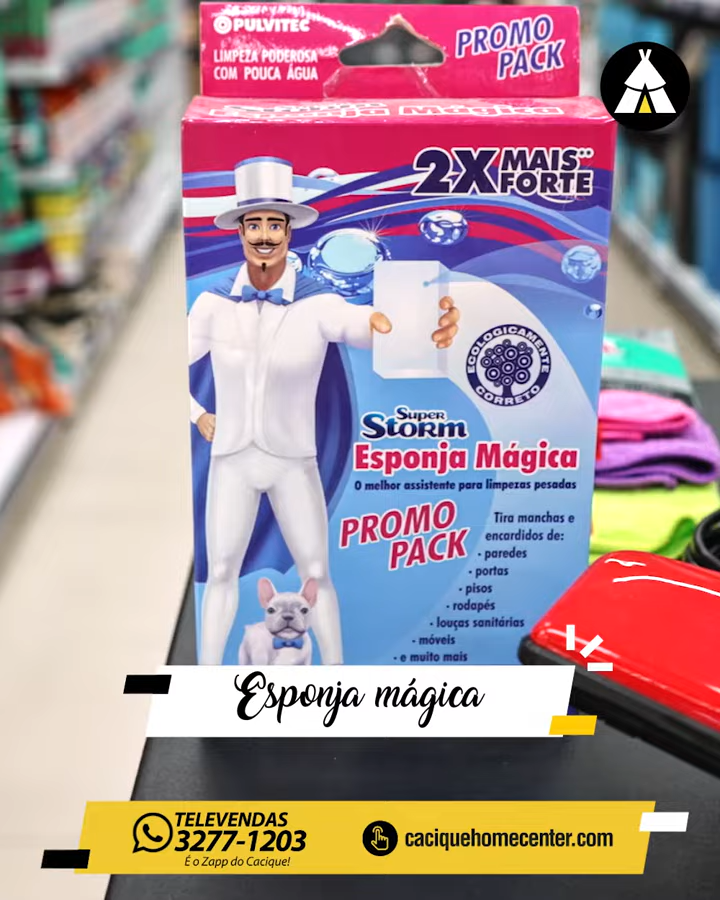 PULVITEC
LIMPEZA PODEROSA
COM POUCA ÁGUA
PROMO
PACK
Esponja Mágica
2X MAIS
FORTE
ECOLOGICAMENTE
CORRETO
Super
Storm
Esponja Mágica
O melhor assistente para limpezas pesadas
PROMO
PACK
Tira manchas e
encardidos de:
· paredes
· portas
· pisos
· rodapés
· louças sanitárias
· móveis
· e muito mais
Esponja mágica
TELEVENDAS
3277-1203
É o Zapp do Cacique!
caciquehomecenter.com